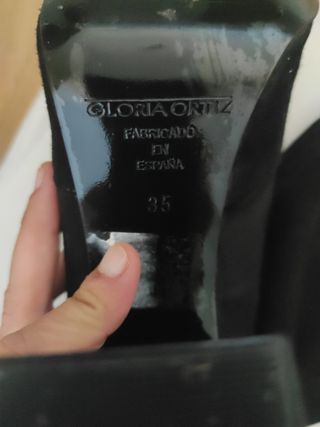 GLORIA ORTIZ
FABRICADO
EN
ESPAÑA
35